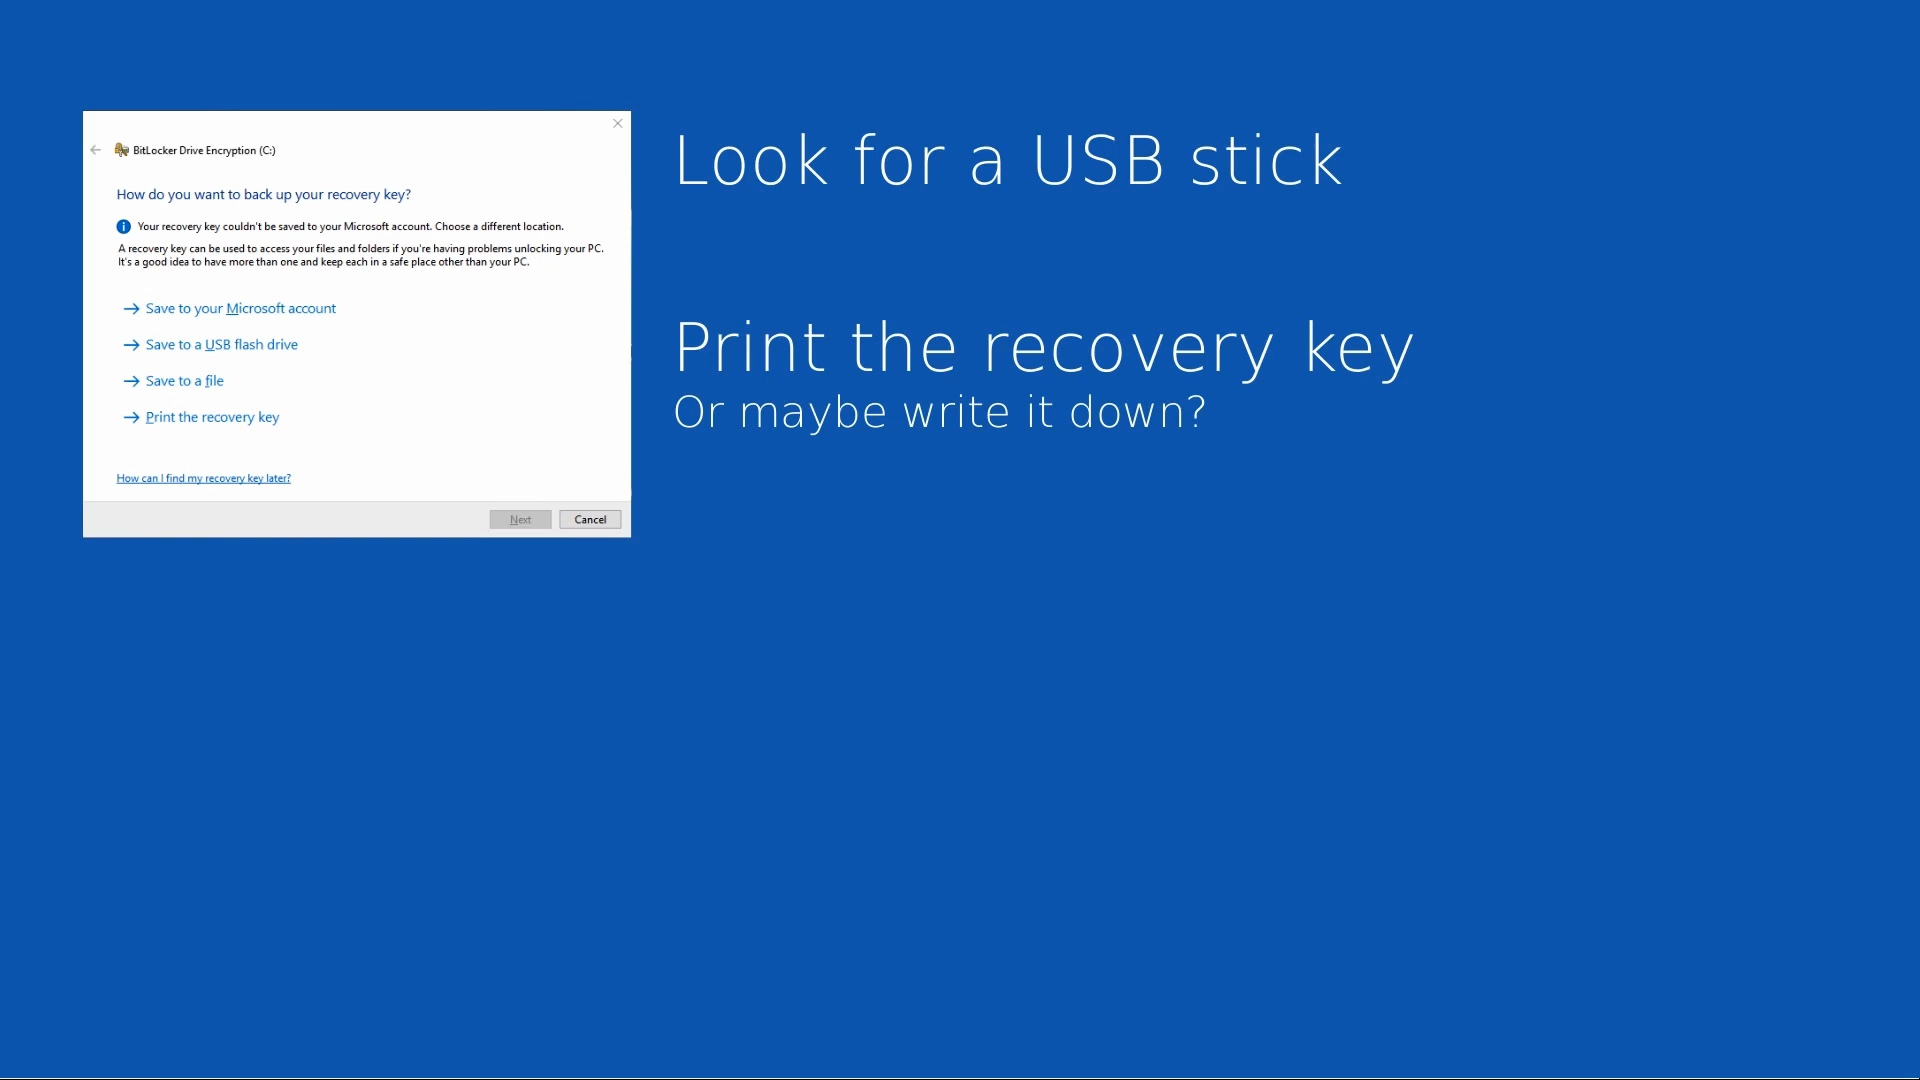 BitLocker Drive Encryption (C:)
How do you want to back up your recovery key?
Your recovery key couldn't be saved to your Microsoft account. Choose a different location.
A recovery key can be used to access your files and folders if you're having problems unlocking your PC.
It's a good idea to have more than one and keep each in a safe place other than your PC.
Save to your Microsoft account
Save to a USB flash drive
Save to a file
Print the recovery key
How can I find my recovery key later?
Next
Cancel
Look for a USB stick
Print the recovery key
Or maybe write it down?